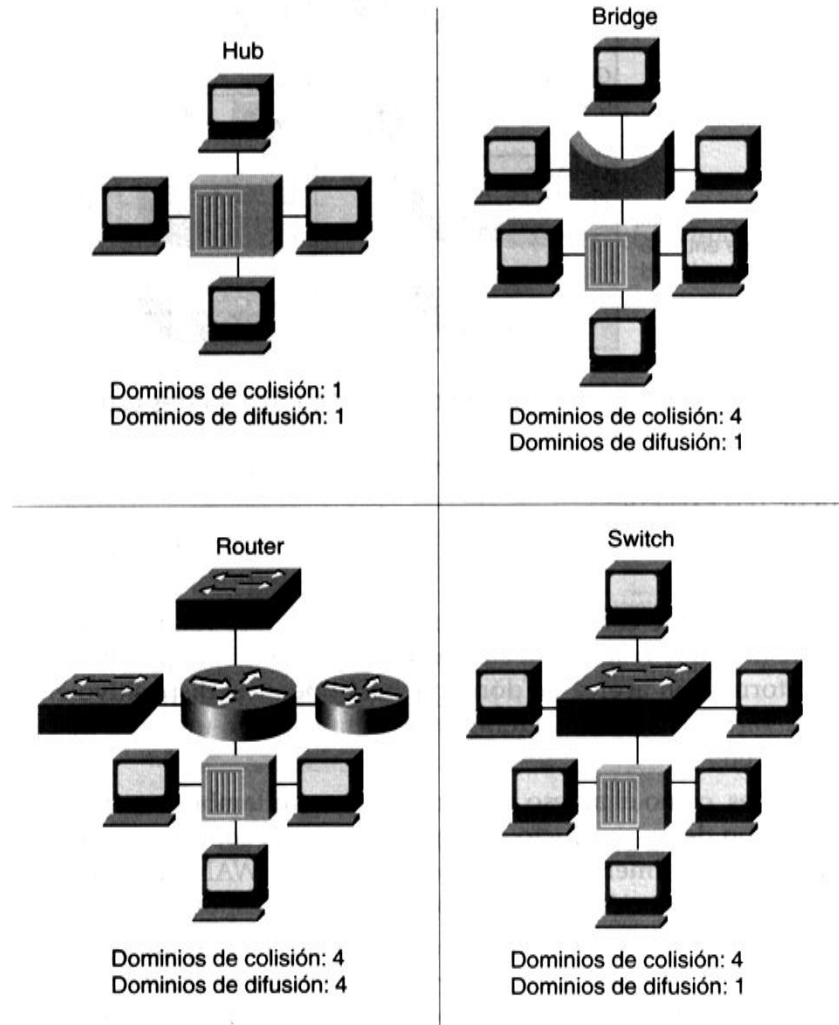 Hub
Dominios de colisión: 1
Dominios de difusión: 1
Bridge
Dominios de colisión: 4
Dominios de difusión: 1
Router
Dominios de colisión: 4
Dominios de difusión: 4
Switch
Dominios de colisión: 4
Dominios de difusión: 1